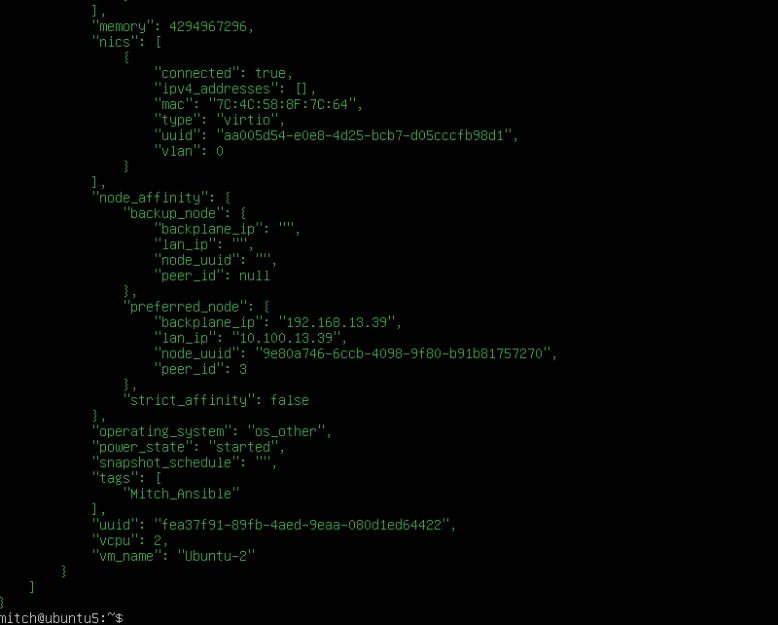 ],
"memory": 4294967296,
"nics": [
{
"connected": true,
"ipv4_addresses": [],
"mac": "7C:4C:58:8F:7C:64",
"type": "virtio",
"uuid": "aa005d54-e0e8-4d25-bcb7-d05cccfb98d1",
"vlan": 0
}
],
"node_affinity": {
"backup_node": {
"backplane_ip": "",
"lan_ip": "",
"node_uuid": "",
"peer_id": null
},
"preferred_node": {
"backplane_ip": "192.168.13.39",
"lan_ip": "10.100.13.39",
"node_uuid": "9e80a746-6ccb-4098-9f80-b91b81757270",
"peer_id": 3
},
"strict_affinity": false
},
"operating_system": "os_other",
"power_state": "started",
"snapshot_schedule": "",
"tags": [
"Mitch_Ansible"
],
"uuid": "fea37f91-89fb-4aed-9eaa-080d1ed64422",
"vcpu": 2,
"vm_name": "Ubuntu-2"
}
]
}
mitch@ubuntu5:~$